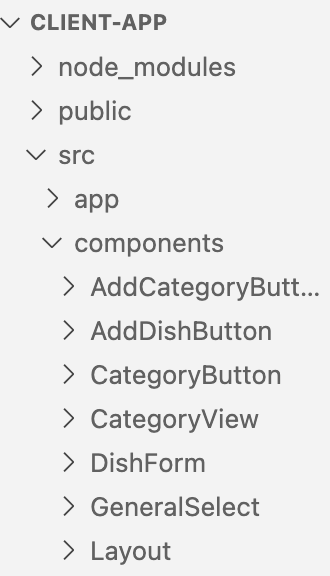 CLIENT-APP
node_modules
public
src
app
components
AddCategoryButt...
AddDishButton
CategoryButton
CategoryView
DishForm
GeneralSelect
Layout